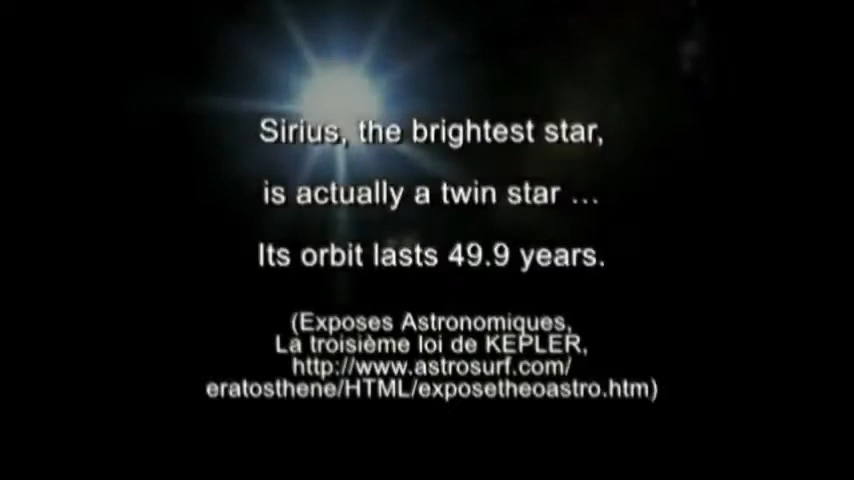 Sirius, the brightest star,
is actually a twin star ...
Its orbit lasts 49.9 years.
(Exposes Astronomiques,
La troisième loi de KEPLER,
http://www.astrosurf.com/
eratosthene/HTML/exposetheoastro.htm)